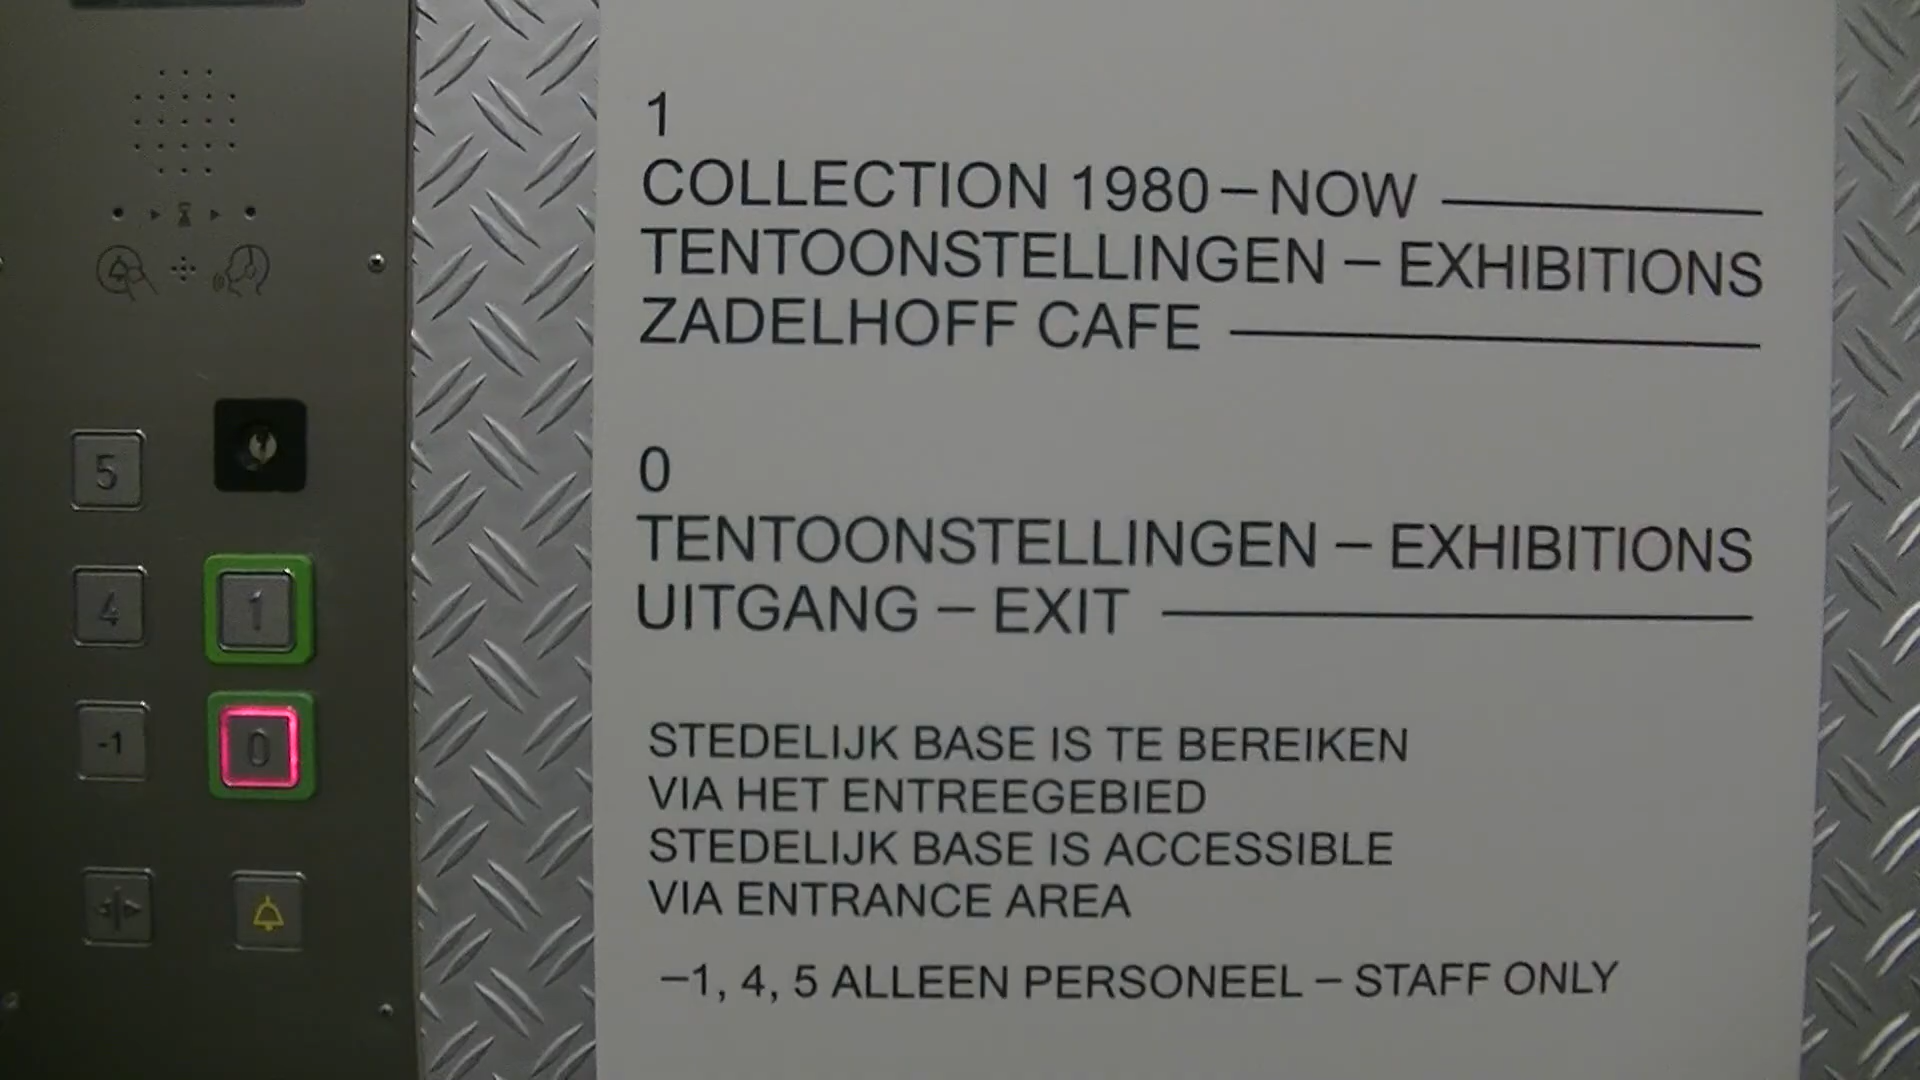 5
4
1
-1
0
1
COLLECTION 1980 – NOW
TENTOONSTELLINGEN – EXHIBITIONS
ZADELHOFF CAFE
0
TENTOONSTELLINGEN – EXHIBITIONS
UITGANG – EXIT
STEDELIJK BASE IS TE BEREIKEN
VIA HET ENTREEGEBIED
STEDELIJK BASE IS ACCESSIBLE
VIA ENTRANCE AREA
–1, 4, 5 ALLEEN PERSONEEL – STAFF ONLY